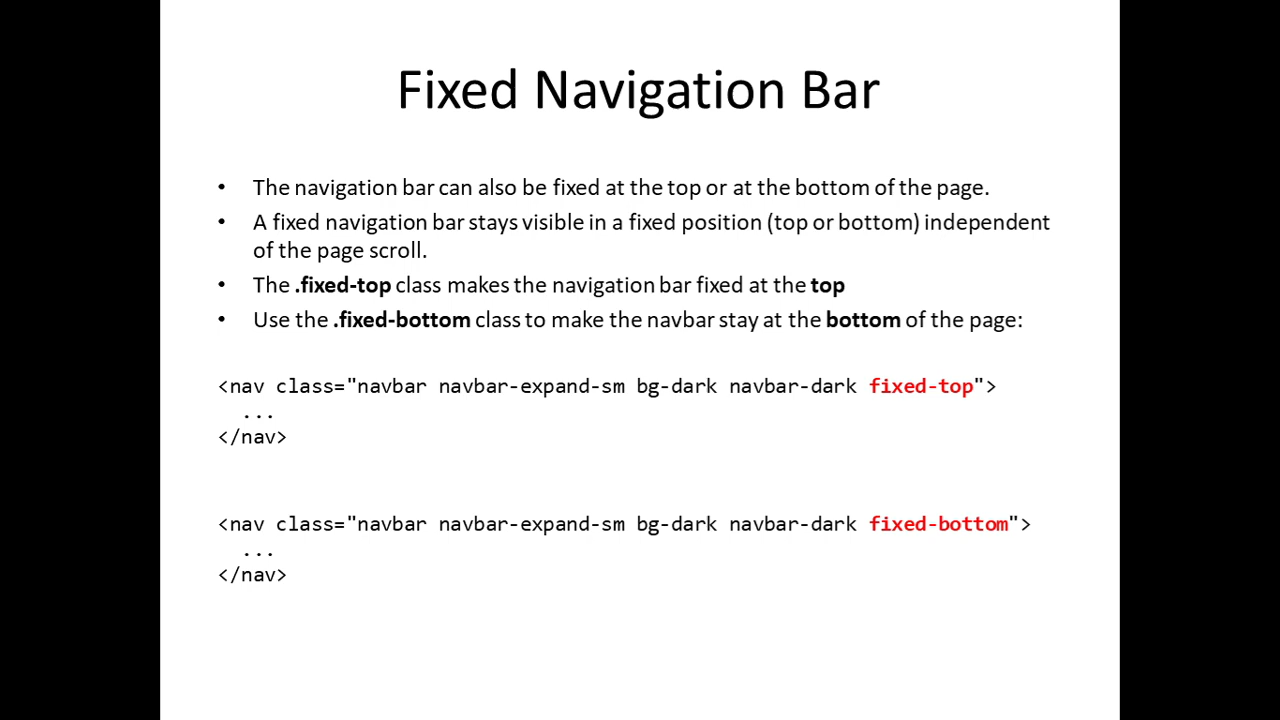 Fixed Navigation Bar
• The navigation bar can also be fixed at the top or at the bottom of the page.
• A fixed navigation bar stays visible in a fixed position (top or bottom) independent
of the page scroll.
• The .fixed-top class makes the navigation bar fixed at the top
• Use the .fixed-bottom class to make the navbar stay at the bottom of the page:
<nav class="navbar navbar-expand-sm bg-dark navbar-dark fixed-top">
...
</nav>
<nav class="navbar navbar-expand-sm bg-dark navbar-dark fixed-bottom">
...
</nav>